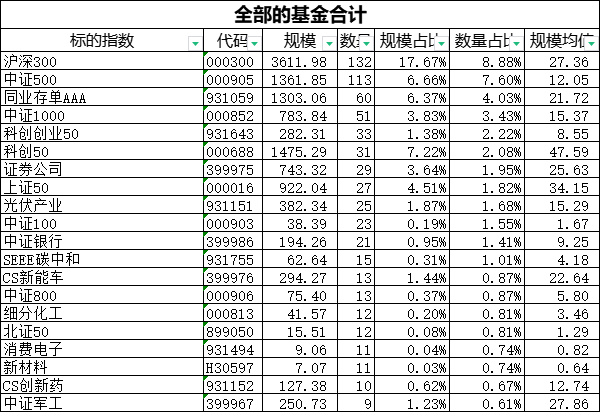 全部的基金合计
标的指数 代码 规模 数量 规模占比 数量占比 规模均值
沪深300 000300 3611.98 132 17.67% 8.88% 27.36
中证500 000905 1361.85 113 6.66% 7.60% 12.05
同业存单AAA 931059 1303.06 60 6.37% 4.03% 21.72
中证1000 000852 783.84 51 3.83% 3.43% 15.37
科创创业50 931643 282.31 33 1.38% 2.22% 8.55
科创50 000688 1475.29 31 7.22% 2.08% 47.59
证券公司 399975 743.32 29 3.64% 1.95% 25.63
上证50 000016 922.04 27 4.51% 1.82% 34.15
光伏产业 931151 382.34 25 1.87% 1.68% 15.29
中证100 000903 38.39 23 0.19% 1.55% 1.67
中证银行 399986 194.26 21 0.95% 1.41% 9.25
SEEE碳中和 931755 62.64 15 0.31% 1.01% 4.18
CS新能车 399976 294.27 13 1.44% 0.87% 22.64
中证800 000906 75.40 13 0.37% 0.87% 5.80
细分化工 000813 41.57 12 0.20% 0.81% 3.46
北证50 899050 15.51 12 0.08% 0.81% 1.29
消费电子 931494 9.06 11 0.04% 0.74% 0.82
新材料 H30597 7.07 11 0.03% 0.74% 0.64
CS创新药 931152 127.38 10 0.62% 0.67% 12.74
中证军工 399967 250.73 9 1.23% 0.61% 27.86